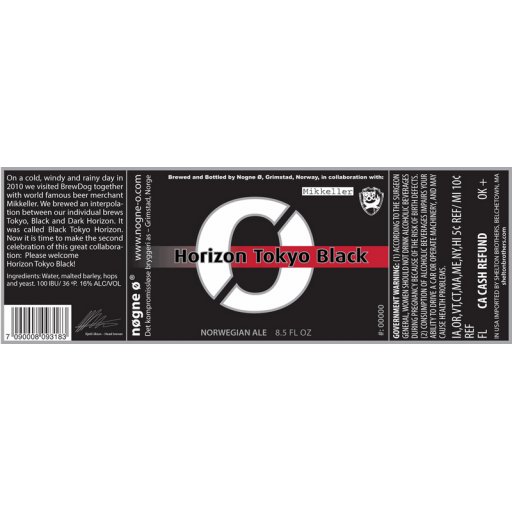 On a cold, windy and rainy day in
2010 we visited BrewDog together
with world famous beer merchant
Mikkeller. We brewed an interpola-
tion between our individual brews
Tokyo, Black and Dark Horizon. It
was called Black Tokyo Horizon.
Now it is time to make the second
celebration of this great collabora-
tion: Please welcome
Horizon Tokyo Black!
Ingredients: Water, malted barley, hops
and yeast. 100 IBU/ 36 ºP. 16% ALC/VOL
7 090008 093183
nøgne ø ®
Det kompromissløse bryggeri as – Grimstad, Norge
www.nogne-o.com
Brewed and Bottled by Nogne Ø, Grimstad, Norway, in collaboration with:
Mikkeller
Ø
Horizon Tokyo Black
NORWEGIAN ALE 8.5 FL OZ
#: 00000
GOVERNMENT WARNING: (1) ACCORDING TO THE SURGEON
GENERAL, WOMEN SHOULD NOT DRINK ALCOHOLIC BEVERAGES
DURING PREGNANCY BECAUSE OF THE RISK OF BIRTH DEFECTS.
(2) CONSUMPTION OF ALCOHOLIC BEVERAGES IMPAIRS YOUR
ABILITY TO DRIVE A CAR OR OPERATE MACHINERY, AND MAY
CAUSE HEALTH PROBLEMS.
IA,OR,VT,CT,MA,ME,NY,HI 5¢ REF/ MI 10¢
REF
FL CA CASH REFUND OK +
IN USA IMPORTED BY SHELTON BROTHERS, BELCHETOWN, MA
sheltonbrothers.com